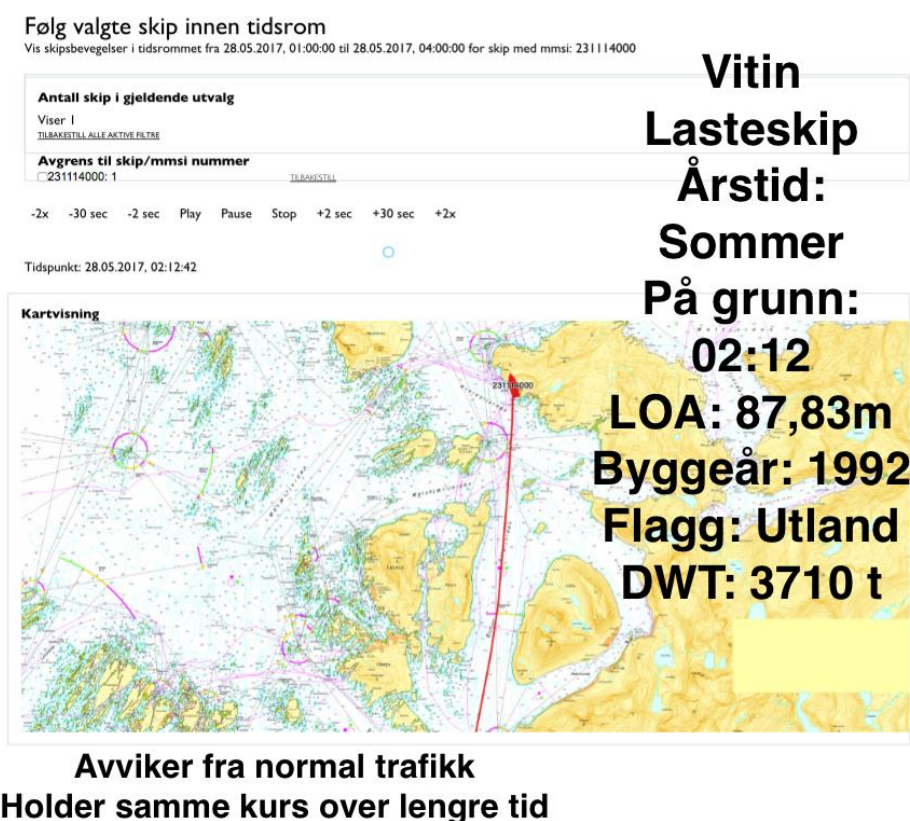 Følg valgte skip innen tidsrom
Vis skipsbevegelser i tidsrommet fra 28.05.2017, 01:00:00 til 28.05.2017, 04:00:00 for skip med mmsi: 231114000
Antall skip i gjeldende utvalg
Viser 1
TILBAKESTILL ALLE AKTIVE FILTRE
Avgrens til skip/mmsi nummer
231114000: 1 TILBAKESTILL
-2x -30 sec -2 sec Play Pause Stop +2 sec +30 sec +2x
Tidspunkt: 28.05.2017, 02:12:42
Kartvisning
231114000
Vitin
Lasteskip
Årstid:
Sommer
På grunn:
02:12
LOA: 87,83m
Byggeår: 1992
Flagg: Utland
DWT: 3710 t
Avviker fra normal trafikk
Holder samme kurs over lengre tid